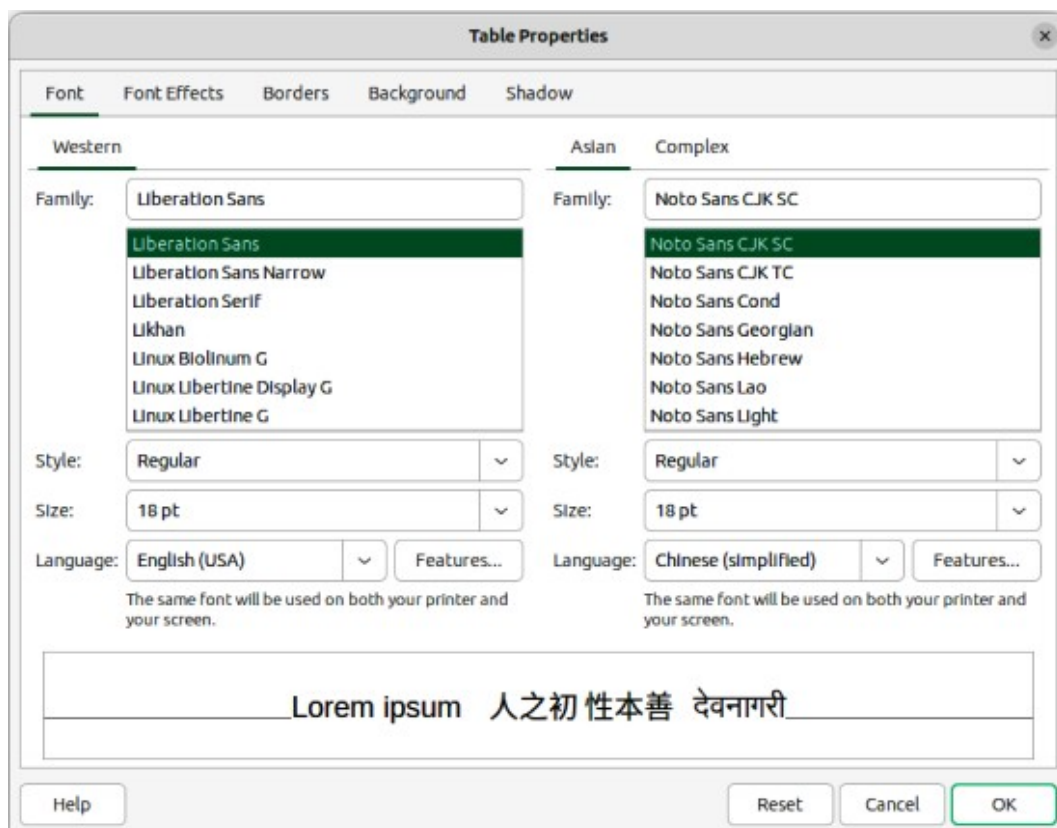 Table Properties
Font Font Effects Borders Background Shadow
Western
Family: Liberation Sans
Liberation Sans
Liberation Sans Narrow
Liberation Serif
Likhan
Linux Biolinum G
Linux Libertine Display G
Linux Libertine G
Style: Regular
Size: 18 pt
Language: English (USA) Features...
The same font will be used on both your printer and
your screen.
Asian Complex
Family: Noto Sans CJK SC
Noto Sans CJK SC
Noto Sans CJK TC
Noto Sans Cond
Noto Sans Georgian
Noto Sans Hebrew
Noto Sans Lao
Noto Sans Light
Style: Regular
Size: 18 pt
Language: Chinese (simplified) Features...
The same font will be used on both your printer and
your screen.
Lorem ipsum 人之初 性本善 देवनागरी
Help Reset Cancel OK